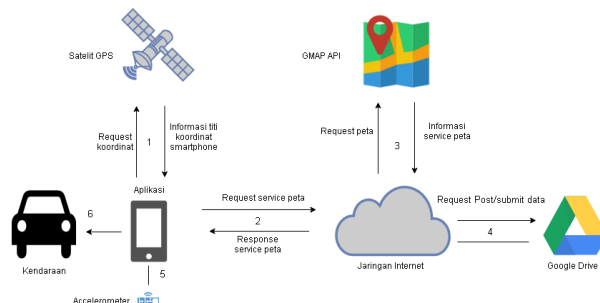 Satelit GPS
GMAP API
Request
koordinat
1
Informasi titi
koordinat
smartphone
Request peta
3
Informasi
service peta
Aplikasi
6
Request service peta
2
Response
service peta
Request Post/submit data
4
Kendaraan
5
Jaringan Internet
Google Drive
Accelerometer